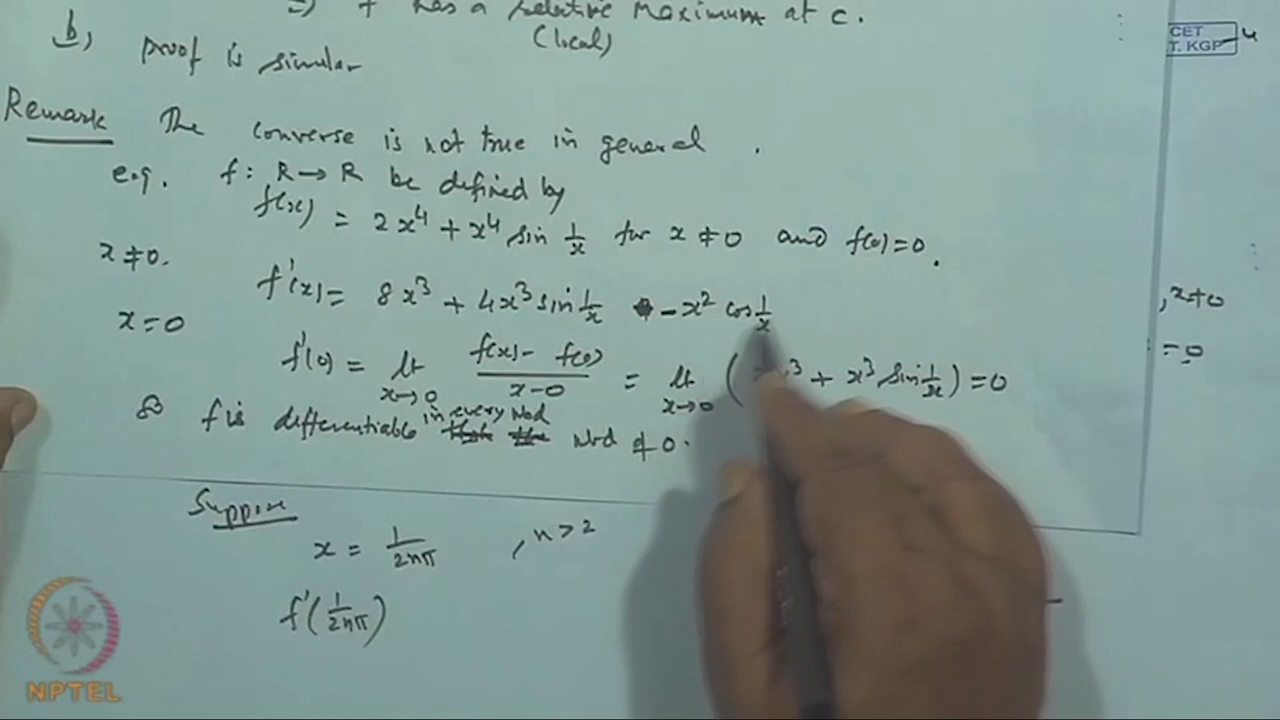 =) f has a relative maximum at c.
(local)
b) proof is similar
CET
T. KGP
Remark The converse is not true in general .
e.g. f: R→R be defined by
f(x) = 2x⁴ + x⁴ sin 1/x for x ≠ 0 and f(0)=0.
x ≠ 0. f'(x) = 8x³ + 4x³ sin 1/x - x² cos 1/x
, x≠0
x = 0
= 0
f'(0) = lt x→0 f(x) - f(0) / x-0 = lt x→0 ( x³ + x³ sin 1/x ) = 0
So f is differentiable in every Nbd Nbd of 0.
Suppose
x = 1/2nπ , n > 2
f'(1/2nπ)
NPTEL